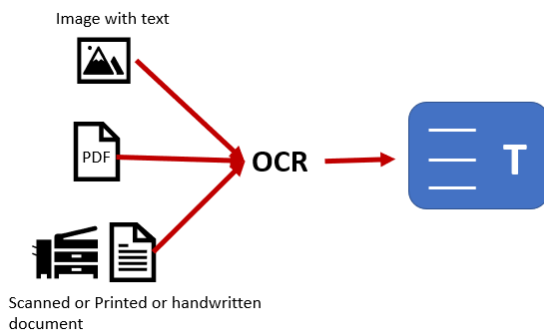 Image with text
PDF
OCR
T
Scanned or Printed or handwritten
document